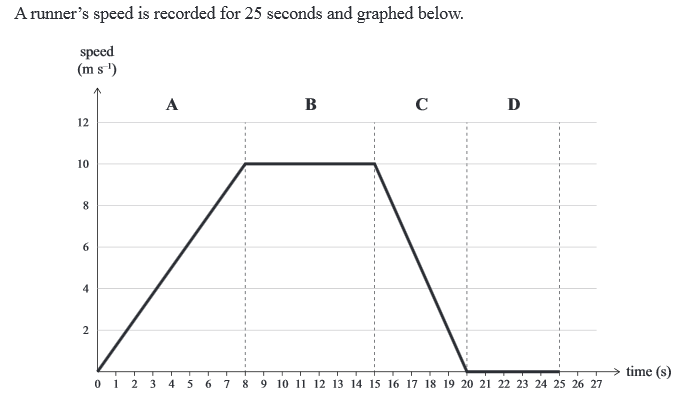 A runner’s speed is recorded for 25 seconds and graphed below.
speed
(m s⁻¹)
A B C D
12
10
8
6
4
2
0 1 2 3 4 5 6 7 8 9 10 11 12 13 14 15 16 17 18 19 20 21 22 23 24 25 26 27
time (s)